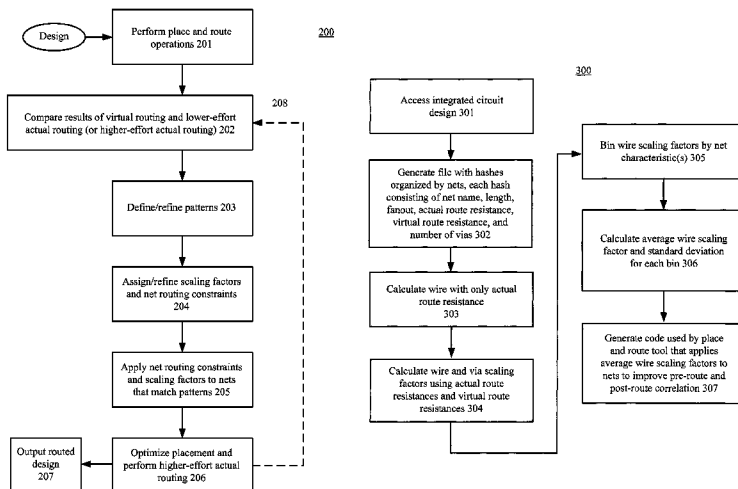 200
Design
Perform place and route
operations 201
Compare results of virtual routing and lower-effort
actual routing (or higher-effort actual routing) 202
208
Define/refine patterns 203
Assign/refine scaling factors
and net routing constraints
204
Apply net routing constraints
and scaling factors to nets
that match patterns 205
Optimize placement and
perform higher-effort actual
routing 206
Output routed
design
207
300
Access integrated circuit
design 301
Generate file with hashes
organized by nets, each hash
consisting of net name, length,
fanout, actual route resistance,
virtual route resistance, and
number of vias 302
Calculate wire with only actual
route resistance
303
Calculate wire and via scaling
factors using actual route
resistances and virtual route
resistances 304
Bin wire scaling factors by net
characteristic(s) 305
Calculate average wire scaling
factor and standard deviation
for each bin 306
Generate code used by place
and route tool that applies
average wire scaling factors to
nets to improve pre-route and
post-route correlation 307